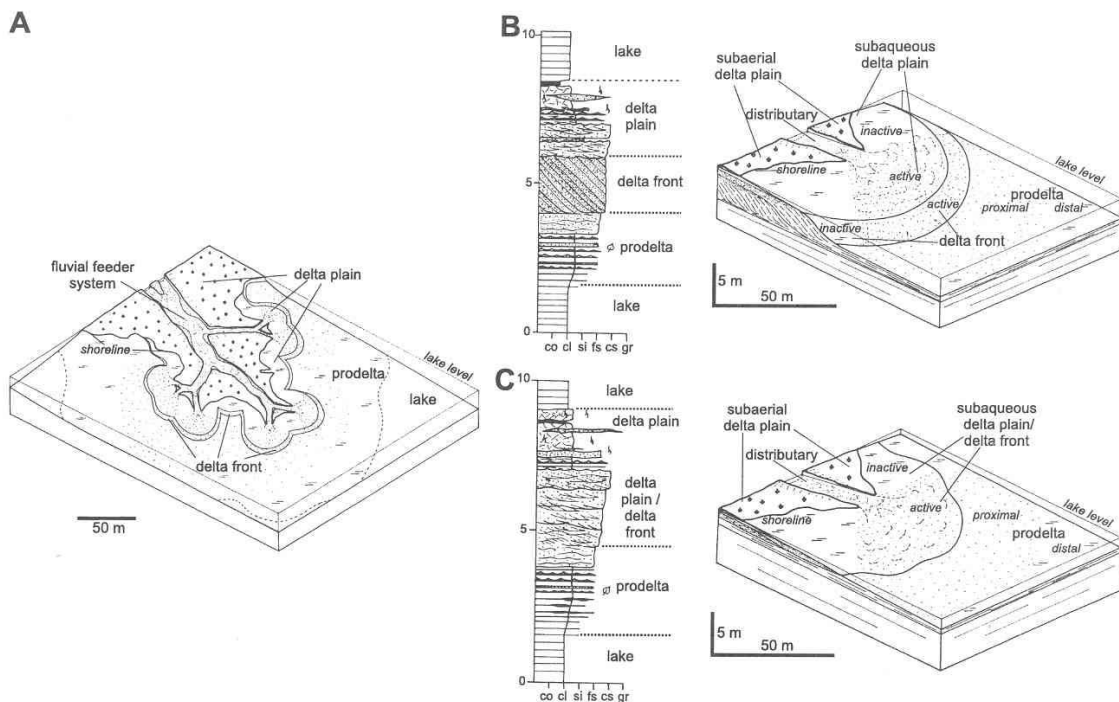 A
fluvial feeder
system
delta plain
shoreline
prodelta
lake level
lake
delta front
50 m
B
10
5
0
lake
delta
plain
delta front
prodelta
lake
co cl si fs cs gr
subaqueous
delta plain
subaerial
delta plain
distributary
inactive
shoreline
active
lake level
prodelta
proximal distal
active
inactive
delta front
5 m
50 m
C
10
5
0
lake
delta plain
delta
plain /
delta
front
prodelta
lake
co cl si fs cs gr
subaerial
delta plain
subaqueous
delta plain/
delta front
distributary
inactive
shoreline
active
proximal
lake level
prodelta
distal
5 m
50 m